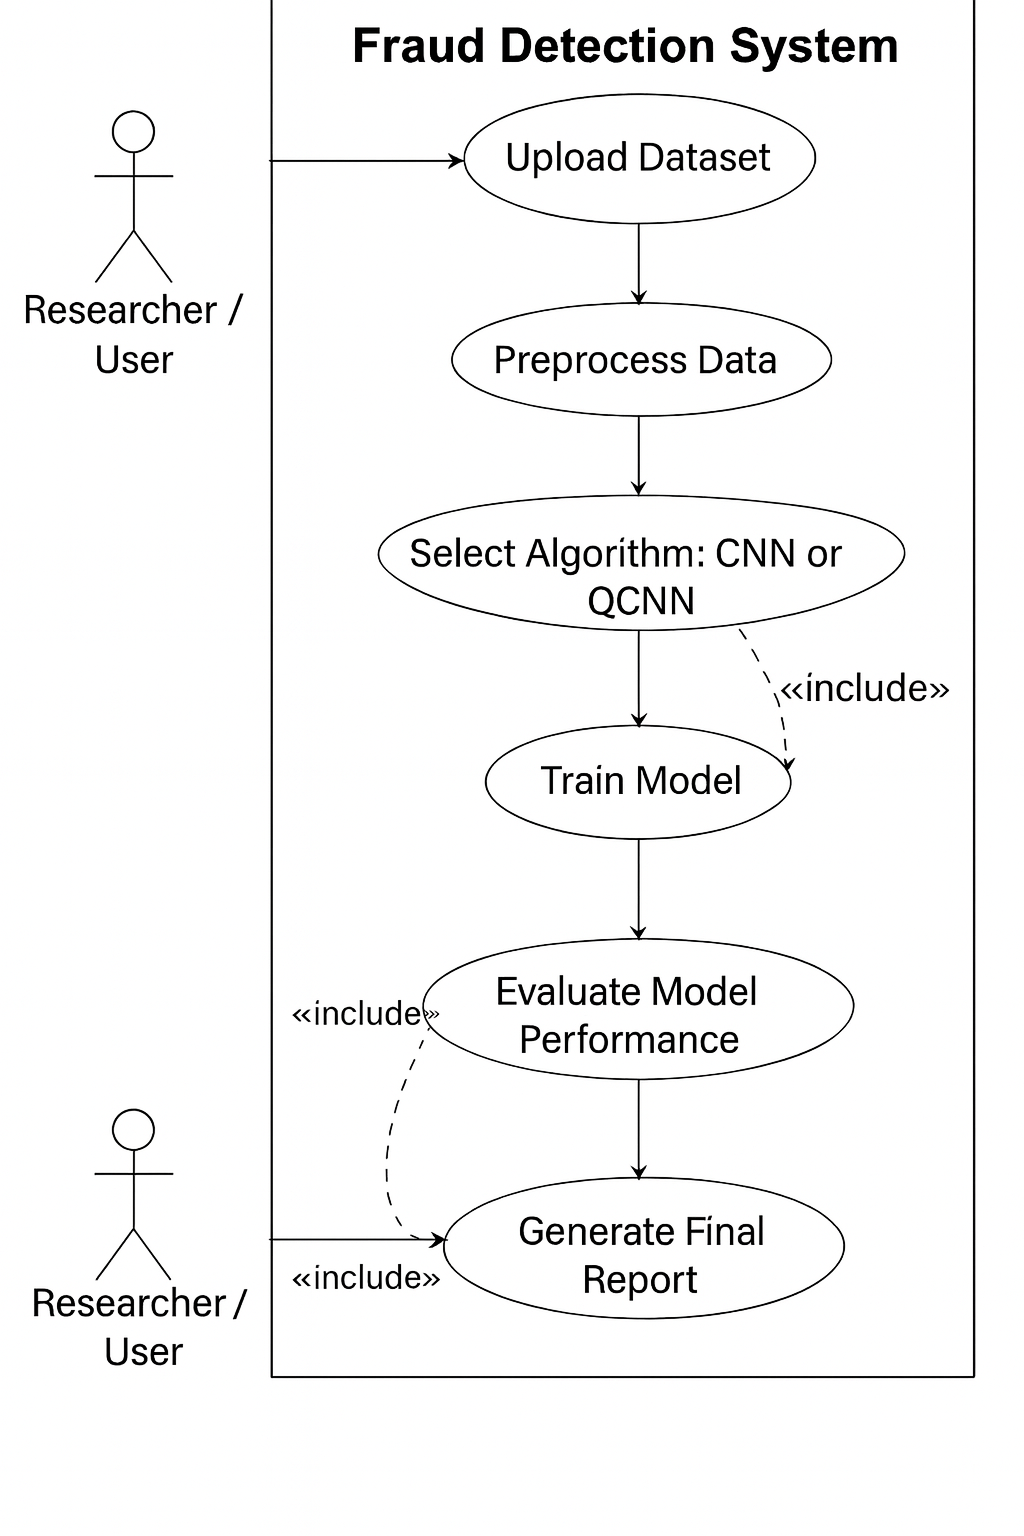 Fraud Detection System
Upload Dataset
Researcher /
User
Preprocess Data
Select Algorithm: CNN or
QCNN
«include»
Train Model
Evaluate Model
Performance
«include»
Generate Final
Report
«include»
Researcher /
User